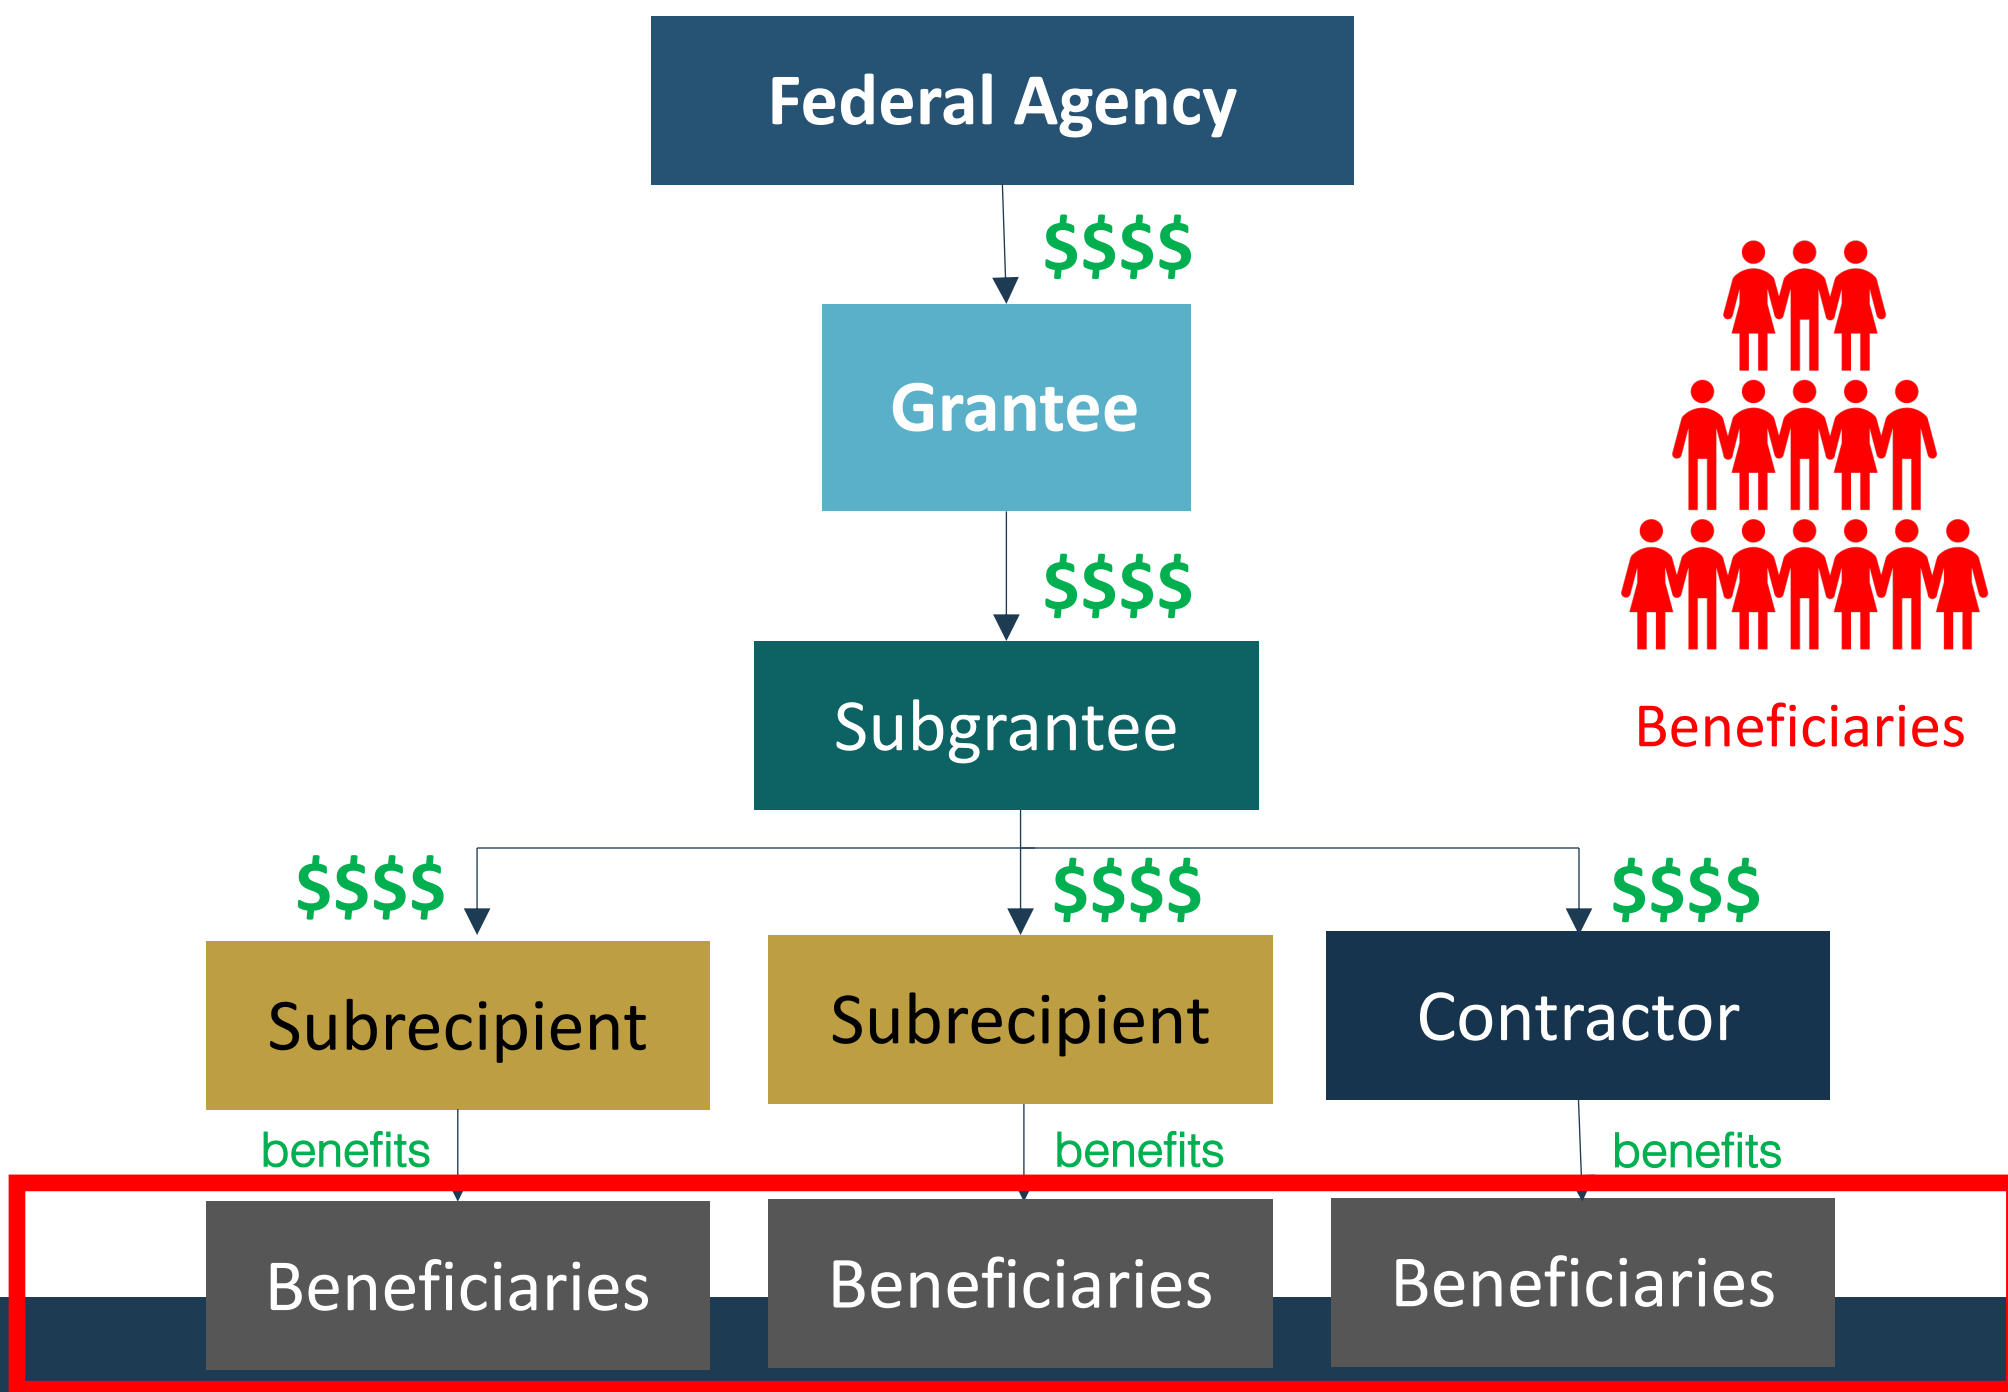 Federal Agency
$$$$
Grantee
$$$$
Subgrantee
Beneficiaries
$$$$
$$$$
$$$$
Subrecipient
Subrecipient
Contractor
benefits
benefits
benefits
Beneficiaries
Beneficiaries
Beneficiaries